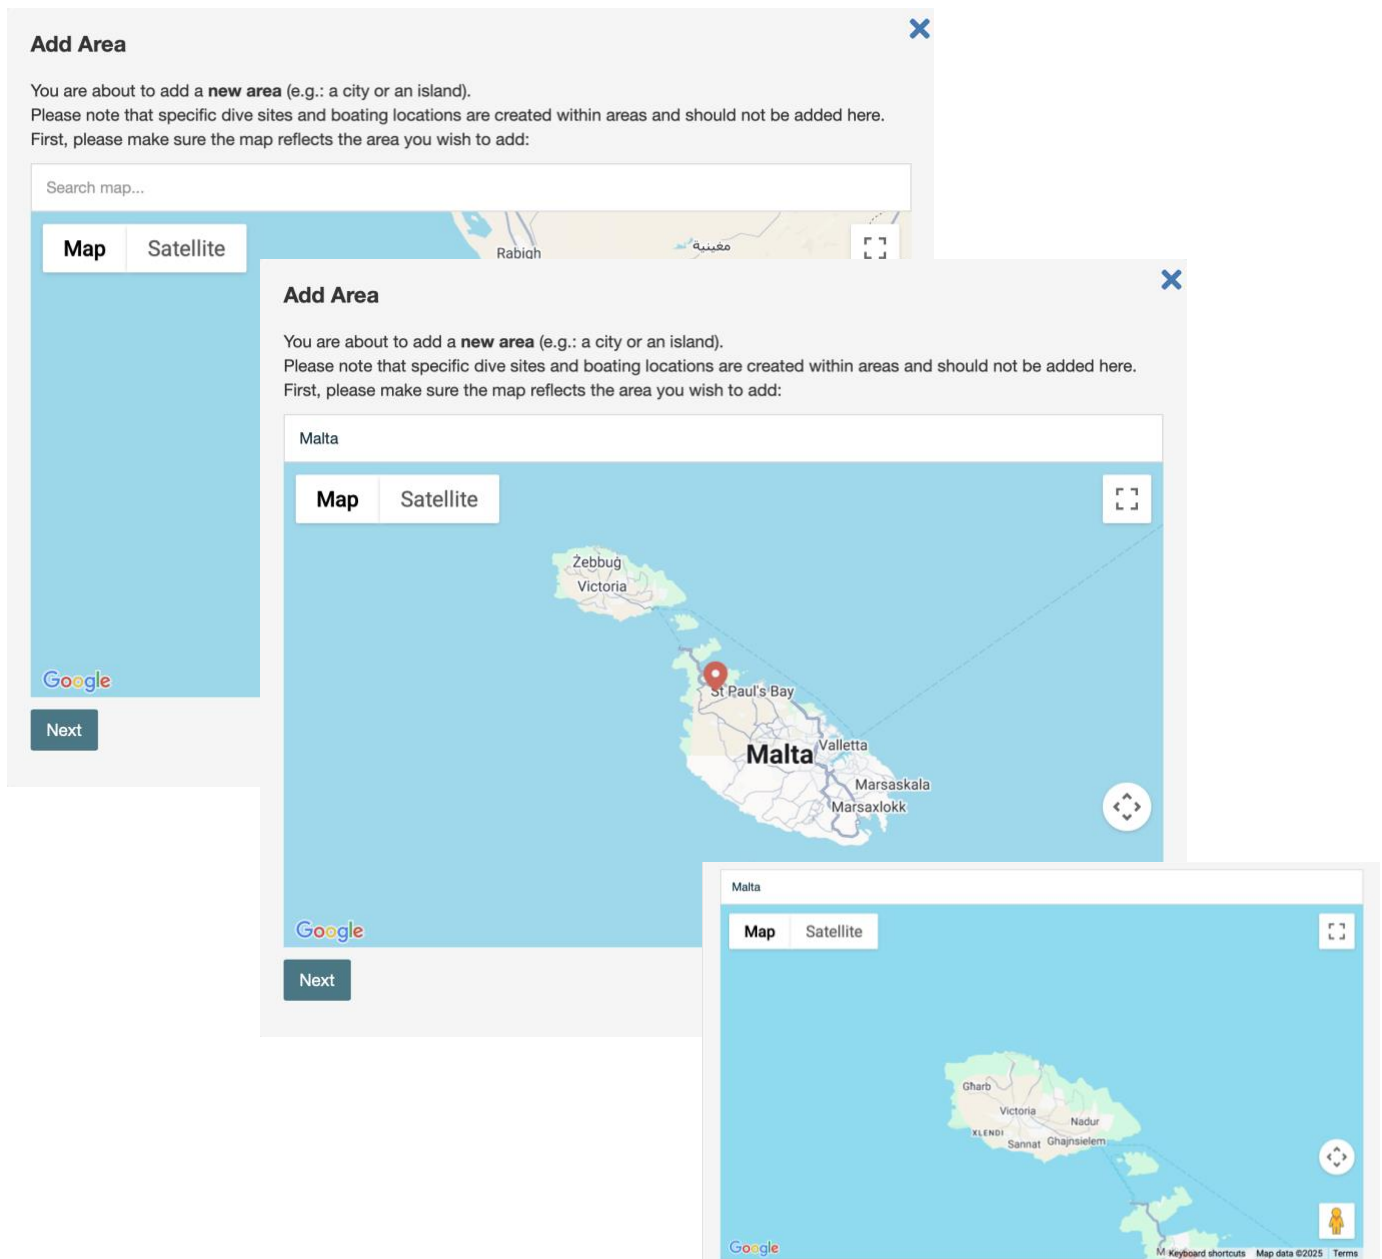 Add Area
You are about to add a new area (e.g.: a city or an island).
Please note that specific dive sites and boating locations are created within areas and should not be added here.
First, please make sure the map reflects the area you wish to add:
Search map...
Map Satellite
Rabigh
مغينية
Google
Next
Add Area
You are about to add a new area (e.g.: a city or an island).
Please note that specific dive sites and boating locations are created within areas and should not be added here.
First, please make sure the map reflects the area you wish to add:
Malta
Map Satellite
Żebbuġ
Victoria
St Paul's Bay
Malta
Valletta
Marsaskala
Marsaxlokk
Google
Next
Malta
Map Satellite
Għarb
Victoria
Nadur
XLENDI
Sannat
Għajnsielem
Google
Keyboard shortcuts Map data ©2025 Terms